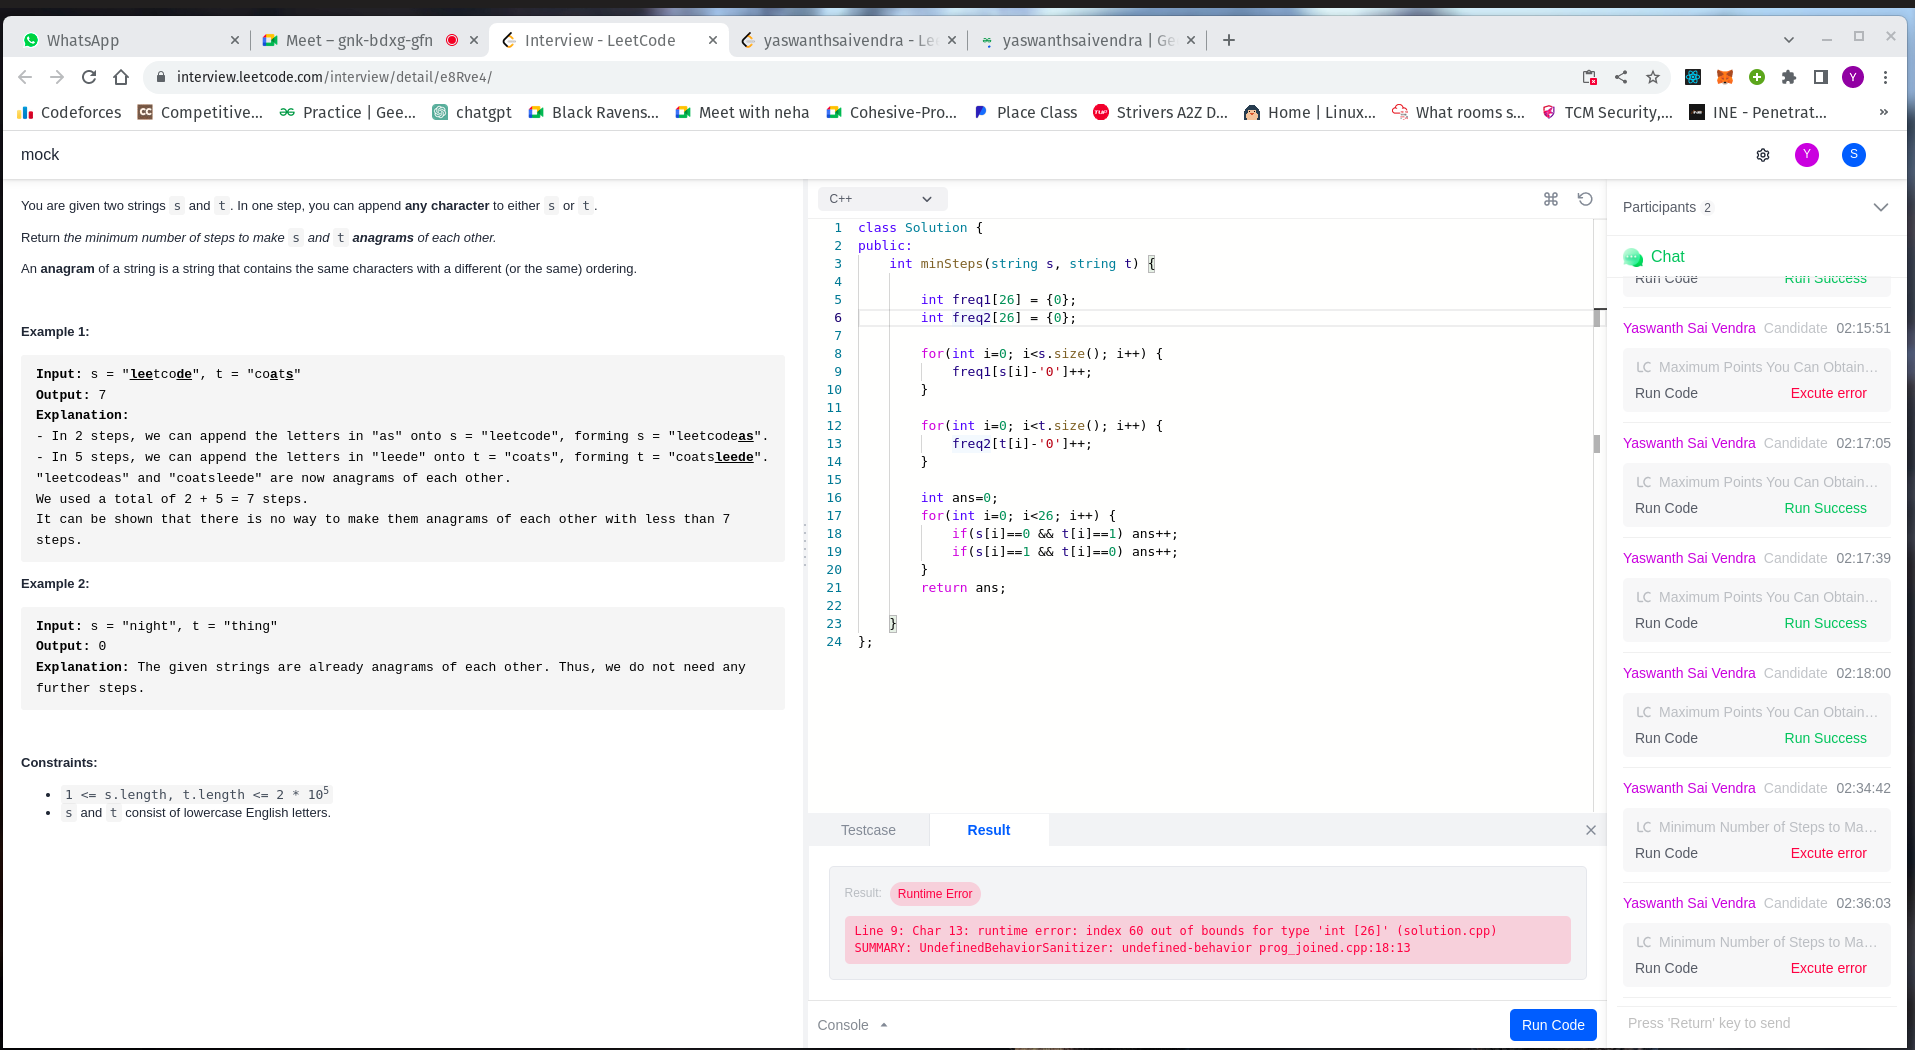 WhatsApp
Meet – gnk-bdxg-gfn
Interview - LeetCode
yaswanthsaivendra - Le
yaswanthsaivendra | Ge
interview.leetcode.com/interview/detail/e8Rve4/
Y
Codeforces
CC Competitive...
Practice | Gee...
chatgpt
Black Ravens...
Meet with neha
Cohesive-Pro...
Place Class
Strivers A2Z D...
Home | Linux...
What rooms s...
TCM Security,...
INE - Penetrat...
»
mock
Y
S
You are given two strings s and t. In one step, you can append any character to either s or t.
Return the minimum number of steps to make s and t anagrams of each other.
An anagram of a string is a string that contains the same characters with a different (or the same) ordering.
Example 1:
Input: s = "leetcode", t = "coats"
Output: 7
Explanation:
- In 2 steps, we can append the letters in "as" onto s = "leetcode", forming s = "leetcodeas".
- In 5 steps, we can append the letters in "leede" onto t = "coats", forming t = "coatsleede".
"leetcodeas" and "coatsleede" are now anagrams of each other.
We used a total of 2 + 5 = 7 steps.
It can be shown that there is no way to make them anagrams of each other with less than 7
steps.
Example 2:
Input: s = "night", t = "thing"
Output: 0
Explanation: The given strings are already anagrams of each other. Thus, we do not need any
further steps.
Constraints:
• 1 <= s.length, t.length <= 2 * 10⁵
• s and t consist of lowercase English letters.
C++
1 class Solution {
2 public:
3     int minSteps(string s, string t) {
4
5         int freq1[26] = {0};
6         int freq2[26] = {0};
7
8         for(int i=0; i<s.size(); i++) {
9             freq1[s[i]-'0']++;
10         }
11
12         for(int i=0; i<t.size(); i++) {
13             freq2[t[i]-'0']++;
14         }
15
16         int ans=0;
17         for(int i=0; i<26; i++) {
18             if(s[i]==0 && t[i]==1) ans++;
19             if(s[i]==1 && t[i]==0) ans++;
20         }
21         return ans;
22
23     }
24 };
Testcase
Result
Result: Runtime Error
Line 9: Char 13: runtime error: index 60 out of bounds for type 'int [26]' (solution.cpp)
SUMMARY: UndefinedBehaviorSanitizer: undefined-behavior prog_joined.cpp:18:13
Console
Run Code
Participants 2
Chat
Run Code Run Success
Yaswanth Sai Vendra Candidate 02:15:51
LC Maximum Points You Can Obtain...
Run Code Excute error
Yaswanth Sai Vendra Candidate 02:17:05
LC Maximum Points You Can Obtain...
Run Code Run Success
Yaswanth Sai Vendra Candidate 02:17:39
LC Maximum Points You Can Obtain...
Run Code Run Success
Yaswanth Sai Vendra Candidate 02:18:00
LC Maximum Points You Can Obtain...
Run Code Run Success
Yaswanth Sai Vendra Candidate 02:34:42
LC Minimum Number of Steps to Ma...
Run Code Excute error
Yaswanth Sai Vendra Candidate 02:36:03
LC Minimum Number of Steps to Ma...
Run Code Excute error
Press 'Return' key to send